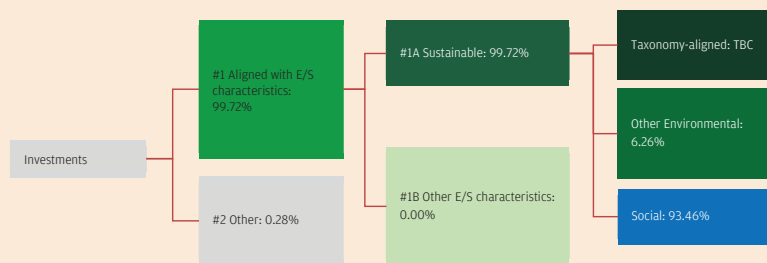 Investments
#1 Aligned with E/S
characteristics:
99.72%
#2 Other: 0.28%
#1A Sustainable: 99.72%
#1B Other E/S characteristics:
0.00%
Taxonomy-aligned: TBC
Other Environmental:
6.26%
Social: 93.46%